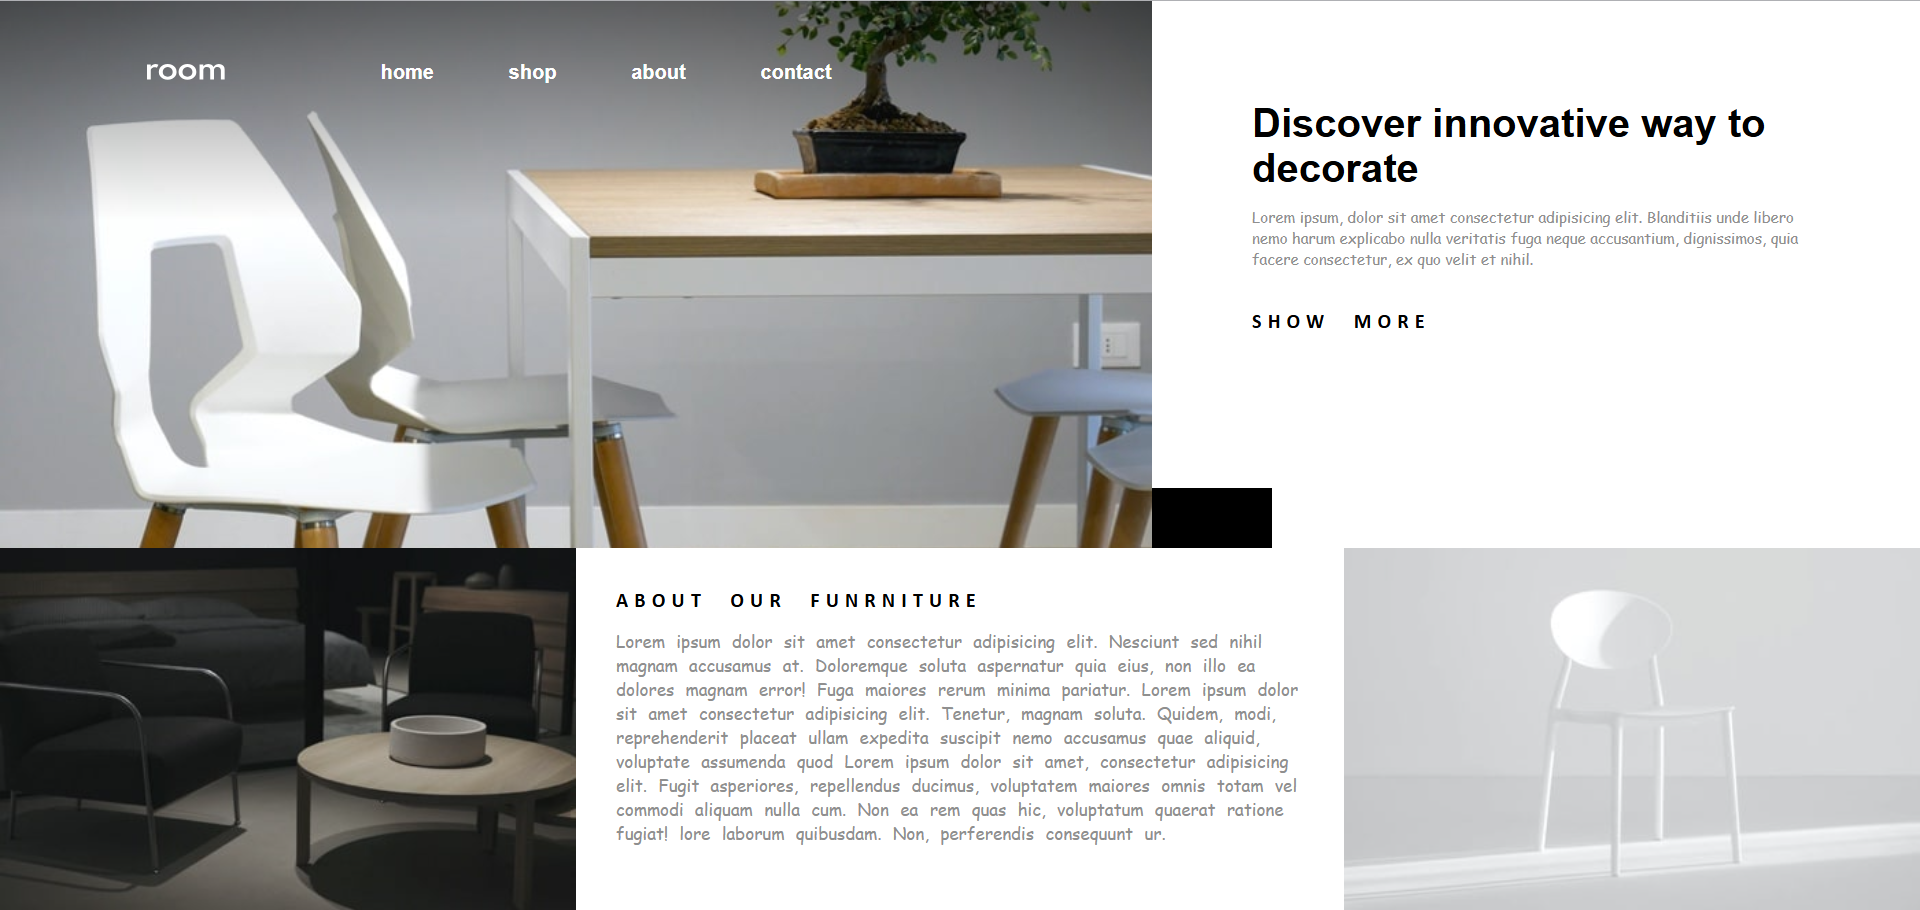 room
home shop about contact
Discover innovative way to
decorate
Lorem ipsum, dolor sit amet consectetur adipisicing elit. Blanditiis unde libero
nemo harum explicabo nulla veritatis fuga neque accusantium, dignissimos, quia
facere consectetur, ex quo velit et nihil.
SHOW MORE
ABOUT OUR FUNRNITURE
Lorem ipsum dolor sit amet consectetur adipisicing elit. Nesciunt sed nihil
magnam accusamus at. Doloremque soluta aspernatur quia eius, non illo ea
dolores magnam error! Fuga maiores rerum minima pariatur. Lorem ipsum dolor
sit amet consectetur adipisicing elit. Tenetur, magnam soluta. Quidem, modi,
reprehenderit placeat ullam expedita suscipit nemo accusamus quae aliquid,
voluptate assumenda quod Lorem ipsum dolor sit amet, consectetur adipisicing
elit. Fugit asperiores, repellendus ducimus, voluptatem maiores omnis totam vel
commodi aliquam nulla cum. Non ea rem quas hic, voluptatum quaerat ratione
fugiat! lore laborum quibusdam. Non, perferendis consequunt ur.